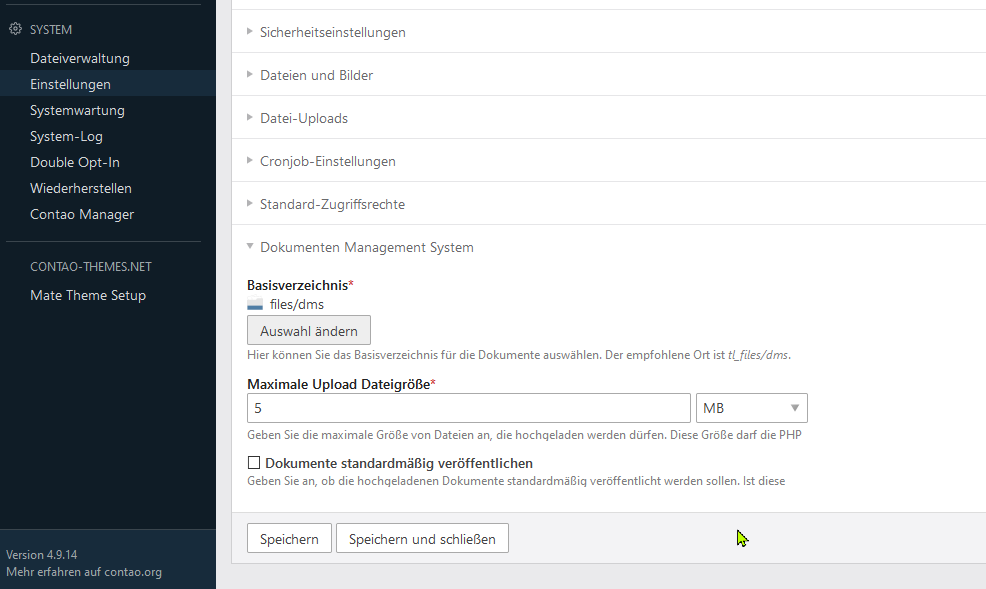 SYSTEM
Dateiverwaltung
Einstellungen
Systemwartung
System-Log
Double Opt-In
Wiederherstellen
Contao Manager
CONTAO-THEMES.NET
Mate Theme Setup
Version 4.9.14
Mehr erfahren auf contao.org
Sicherheitseinstellungen
Dateien und Bilder
Datei-Uploads
Cronjob-Einstellungen
Standard-Zugriffsrechte
Dokumenten Management System
Basisverzeichnis*
files/dms
Auswahl ändern
Hier können Sie das Basisverzeichnis für die Dokumente auswählen. Der empfohlene Ort ist tl_files/dms.
Maximale Upload Dateigröße*
5 MB
Geben Sie die maximale Größe von Dateien an, die hochgeladen werden dürfen. Diese Größe darf die PHP
Dokumente standardmäßig veröffentlichen
Geben Sie an, ob die hochgeladenen Dokumente standardmäßig veröffentlicht werden sollen. Ist diese
Speichern Speichern und schließen